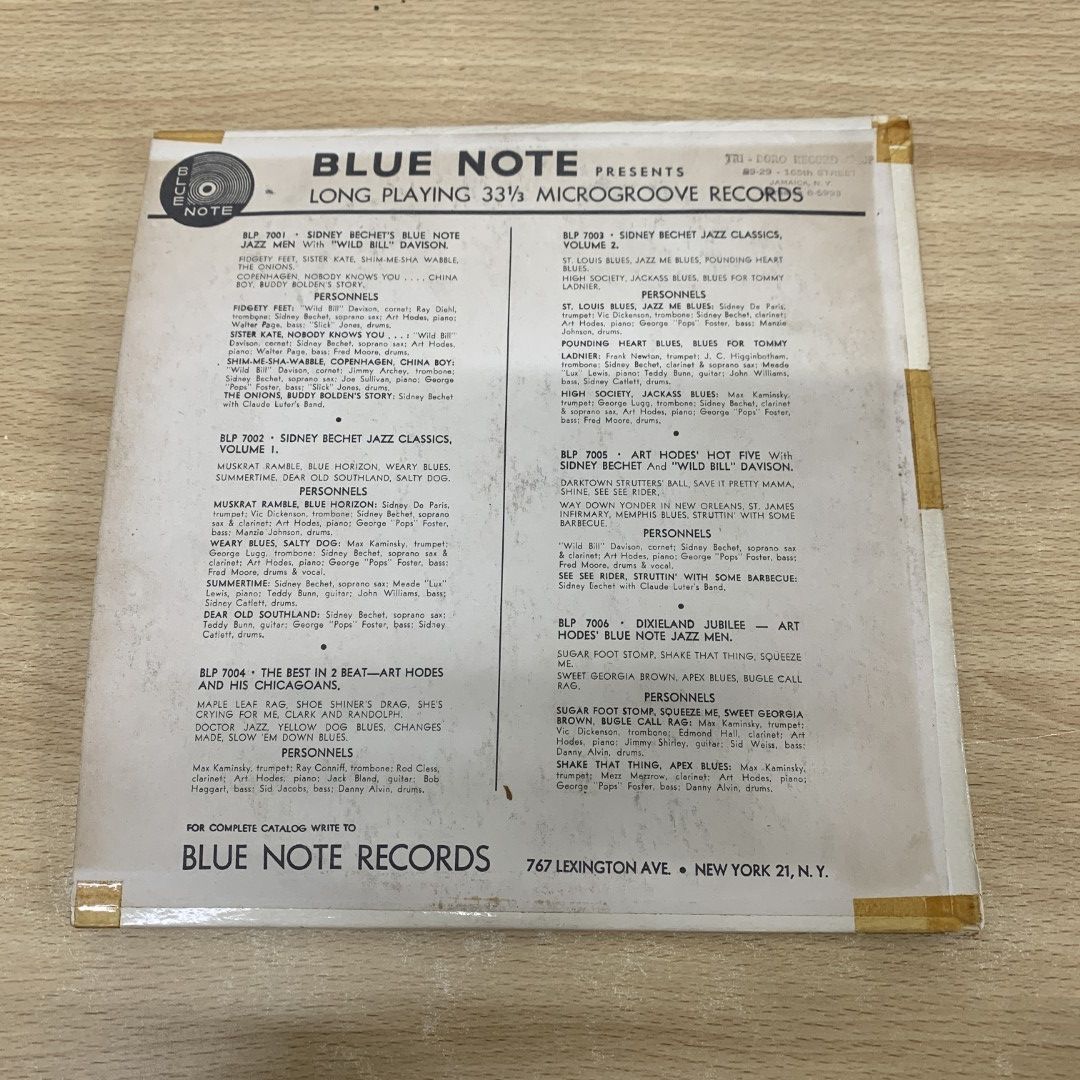 BLUE NOTE
BLUE NOTE PRESENTS
LONG PLAYING 33⅓ MICROGROOVE RECORDS
TRI-BORO RECORD SHOP
89-29 - 165th STREET
JAMAICA, N. Y.
BLP 7001 • SIDNEY BECHET'S BLUE NOTE
JAZZ MEN With "WILD BILL" DAVISON.
FIDGETY FEET, SISTER KATE, SHIM-ME-SHA WABBLE,
THE ONIONS.
COPENHAGEN, NOBODY KNOWS YOU . . . , CHINA
BOY, BUDDY BOLDEN'S STORY.
PERSONNELS
FIDGETY FEET: "Wild Bill" Davison, cornet; Ray Diehl,
trombone; Sidney Bechet, soprano sax; Art Hodes, piano;
Walter Page, bass; "Slick" Jones, drums.
SISTER KATE, NOBODY KNOWS YOU . . . : "Wild Bill"
Davison, cornet; Sidney Bechet, soprano sax; Art Hodes,
piano; Walter Page, bass; Fred Moore, drums.
SHIM-ME-SHA-WABBLE, COPENHAGEN, CHINA BOY:
"Wild Bill" Davison, cornet; Jimmy Archey, trombone;
Sidney Bechet, soprano sax; Joe Sullivan, piano; George
"Pops" Foster, bass; "Slick" Jones, drums.
THE ONIONS, BUDDY BOLDEN'S STORY: Sidney Bechet
with Claude Luter's Band.
•
BLP 7002 • SIDNEY BECHET JAZZ CLASSICS,
VOLUME 1.
MUSKRAT RAMBLE, BLUE HORIZON, WEARY BLUES.
SUMMERTIME, DEAR OLD SOUTHLAND, SALTY DOG.
PERSONNELS
MUSKRAT RAMBLE, BLUE HORIZON: Sidney De Paris,
trumpet; Vic Dickenson, trombone; Sidney Bechet, soprano
sax & clarinet; Art Hodes, piano; George "Pops" Foster,
bass; Manzie Johnson, drums.
WEARY BLUES, SALTY DOG: Max Kaminsky, trumpet;
George Lugg, trombone; Sidney Bechet, soprano sax &
clarinet; Art Hodes, piano; George "Pops" Foster, bass;
Fred Moore, drums & vocal.
SUMMERTIME: Sidney Bechet, soprano sax; Meade "Lux"
Lewis, piano; Teddy Bunn, guitar; John Williams, bass;
Sidney Catlett, drums.
DEAR OLD SOUTHLAND: Sidney Bechet, soprano sax;
Teddy Bunn, guitar; George "Pops" Foster, bass; Sidney
Catlett, drums.
•
BLP 7004 • THE BEST IN 2 BEAT—ART HODES
AND HIS CHICAGOANS,
MAPLE LEAF RAG, SHOE SHINER'S DRAG, SHE'S
CRYING FOR ME, CLARK AND RANDOLPH.
DOCTOR JAZZ, YELLOW DOG BLUES, CHANGES
MADE, SLOW 'EM DOWN BLUES.
PERSONNELS
Max Kaminsky, trumpet; Ray Conniff, trombone; Rod Cless,
clarinet; Art Hodes, piano; Jack Bland, guitar; Bob
Haggart, bass; Sid Jacobs, bass; Danny Alvin, drums.
BLP 7003 • SIDNEY BECHET JAZZ CLASSICS,
VOLUME 2.
ST. LOUIS BLUES, JAZZ ME BLUES, POUNDING HEART
BLUES.
HIGH SOCIETY, JACKASS BLUES, BLUES FOR TOMMY
LADNIER.
PERSONNELS
ST. LOUIS BLUES, JAZZ ME BLUES: Sidney De Paris,
trumpet; Vic Dickenson, trombone; Sidney Bechet, clarinet;
Art Hodes, piano; George "Pops" Foster, bass; Manzie
Johnson, drums.
POUNDING HEART BLUES, BLUES FOR TOMMY
LADNIER: Frank Newton, trumpet; J. C. Higginbotham,
trombone; Sidney Bechet, clarinet & soprano sax; Meade
"Lux" Lewis, piano; Teddy Bunn, guitar; John Williams,
bass, Sidney Catlett, drums.
HIGH SOCIETY, JACKASS BLUES: Max Kaminsky,
trumpet; George Lugg, trombone; Sidney Bechet, clarinet
& soprano sax, Art Hodes, piano; George "Pops" Foster,
bass; Fred Moore, drums.
•
BLP 7005 • ART HODES' HOT FIVE With
SIDNEY BECHET And "WILD BILL" DAVISON.
DARKTOWN STRUTTERS' BALL, SAVE IT PRETTY MAMA,
SHINE, SEE SEE RIDER,
WAY DOWN YONDER IN NEW ORLEANS, ST. JAMES
INFIRMARY, MEMPHIS BLUES, STRUTTIN' WITH SOME
BARBECUE.
PERSONNELS
"Wild Bill" Davison, cornet; Sidney Bechet, soprano sax
& clarinet; Art Hodes, piano; George "Pops" Foster, bass;
Fred Moore, drums & vocal.
SEE SEE RIDER, STRUTTIN' WITH SOME BARBECUE:
Sidney Bechet with Claude Luter's Band,
•
BLP 7006 • DIXIELAND JUBILEE — ART
HODES' BLUE NOTE JAZZ MEN.
SUGAR FOOT STOMP, SHAKE THAT THING, SQUEEZE
ME.
SWEET GEORGIA BROWN, APEX BLUES, BUGLE CALL
RAG.
PERSONNELS
SUGAR FOOT STOMP, SQUEEZE ME, SWEET GEORGIA
BROWN, BUGLE CALL RAG: Max Kaminsky, trumpet;
Vic Dickenson, trombone; Edmond Hall, clarinet; Art
Hodes, piano; Jimmy Shirley, guitar; Sid Weiss, bass;
Danny Alvin, drums.
SHAKE THAT THING, APEX BLUES: Max Kaminsky,
trumpet; Mezz Mezzrow, clarinet; Art Hodes, piano;
George "Pops" Foster, bass; Danny Alvin, drums.
FOR COMPLETE CATALOG WRITE TO
BLUE NOTE RECORDS 767 LEXINGTON AVE. • NEW YORK 21, N. Y.